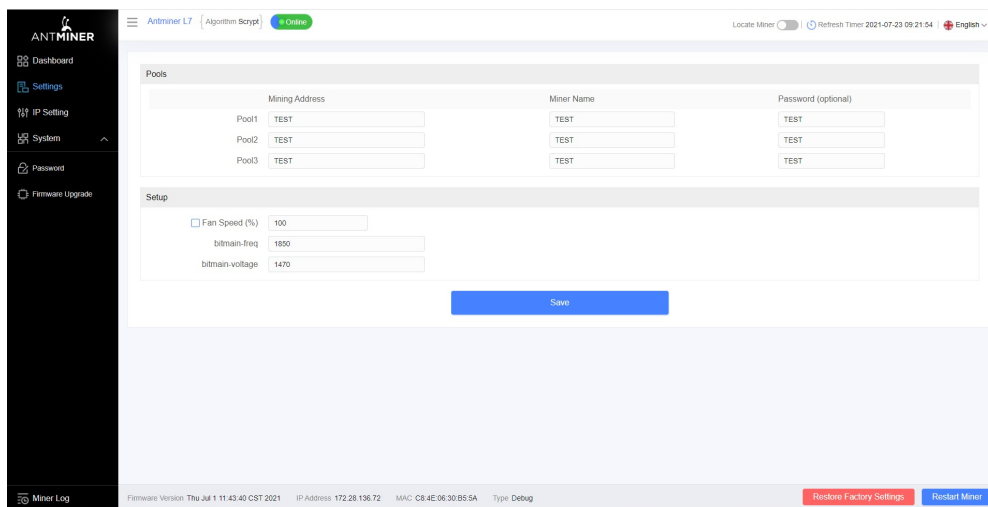 ANTMINER
Antminer L7 {Algorithm Scrypt} Online
Locate Miner Refresh Timer 2021-07-23 09:21:54 English
Dashboard
Settings
IP Setting
System
Password
Firmware Upgrade
Miner Log
Pools
Mining Address Miner Name Password (optional)
Pool1 TEST TEST TEST
Pool2 TEST TEST TEST
Pool3 TEST TEST TEST
Setup
Fan Speed (%) 100
bitmain-freq 1850
bitmain-voltage 1470
Save
Firmware Version Thu Jul 1 11:43:40 CST 2021 IP Address 172.28.136.72 MAC C8:4E:06:30:B5:5A Type Debug
Restore Factory Settings Restart Miner